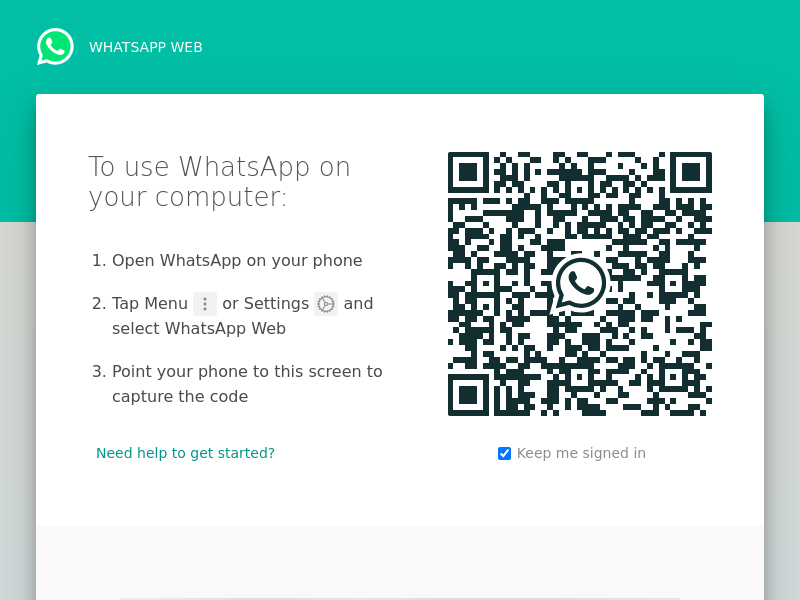 WHATSAPP WEB
To use WhatsApp on
your computer:
1. Open WhatsApp on your phone
2. Tap Menu or Settings and
select WhatsApp Web
3. Point your phone to this screen to
capture the code
Need help to get started?
Keep me signed in